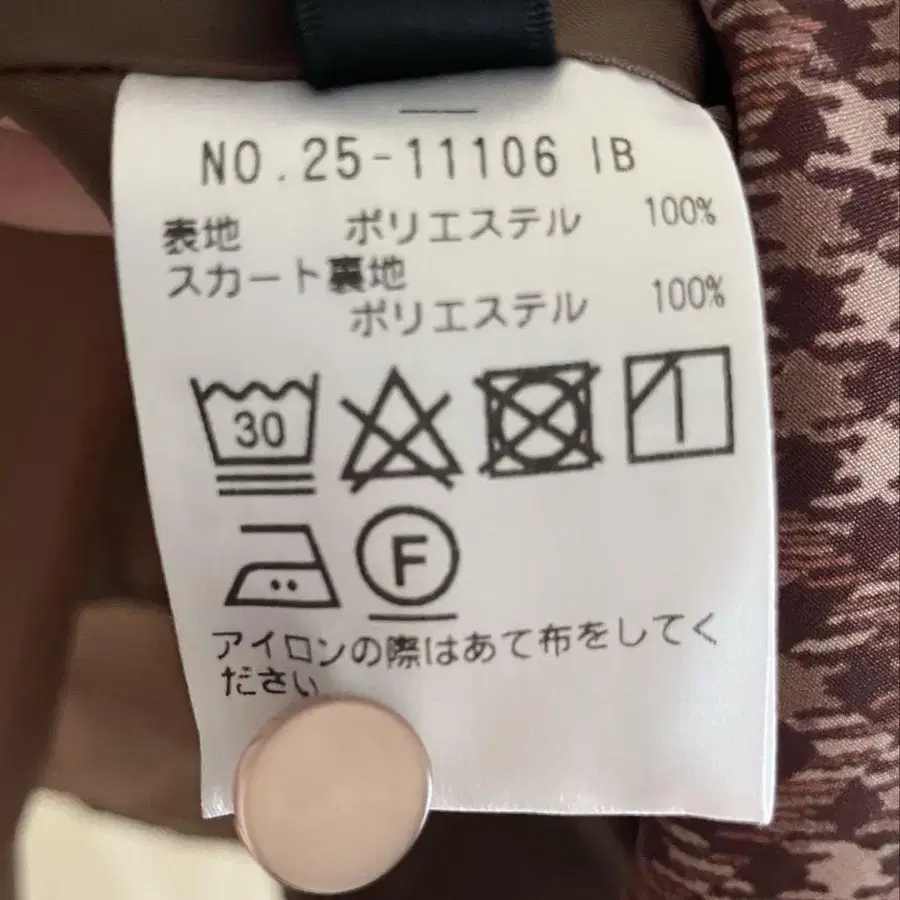 NO.25-11106 IB
表地 ポリエステル 100%
スカート裏地
ポリエステル 100%
30
F
アイロンの際はあて布をしてく
ださい